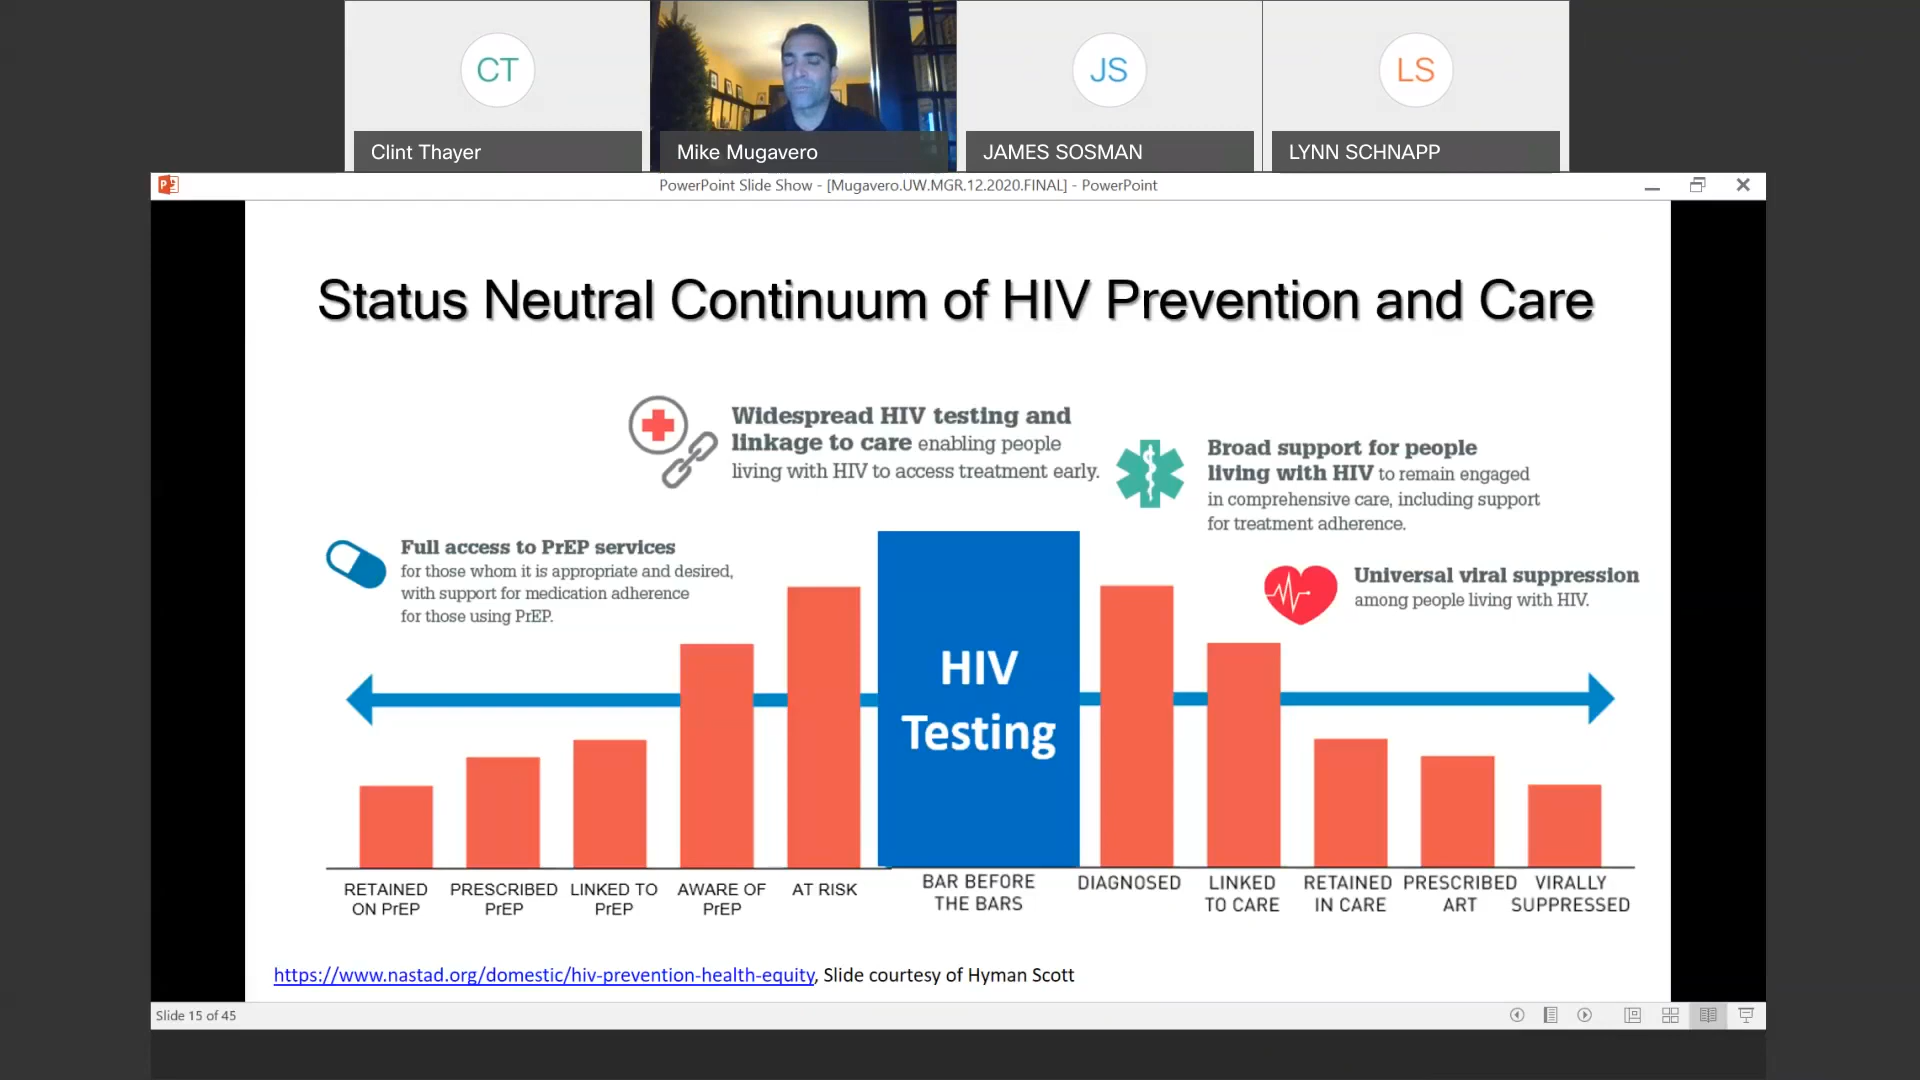 CT
JS
LS
Clint Thayer
Mike Mugavero
JAMES SOSMAN
LYNN SCHNAPP
PowerPoint Slide Show - [Mugavero.UW.MGR.12.2020.FINAL] - PowerPoint
Status Neutral Continuum of HIV Prevention and Care
Widespread HIV testing and
linkage to care enabling people
living with HIV to access treatment early.
Broad support for people
living with HIV to remain engaged
in comprehensive care, including support
for treatment adherence.
Full access to PrEP services
for those whom it is appropriate and desired,
with support for medication adherence
for those using PrEP.
Universal viral suppression
among people living with HIV.
HIV
Testing
RETAINED
ON PrEP
PRESCRIBED
PrEP
LINKED TO
PrEP
AWARE OF
PrEP
AT RISK
BAR BEFORE
THE BARS
DIAGNOSED
LINKED
TO CARE
RETAINED
IN CARE
PRESCRIBED
ART
VIRALLY
SUPPRESSED
https://www.nastad.org/domestic/hiv-prevention-health-equity, Slide courtesy of Hyman Scott
Slide 15 of 45